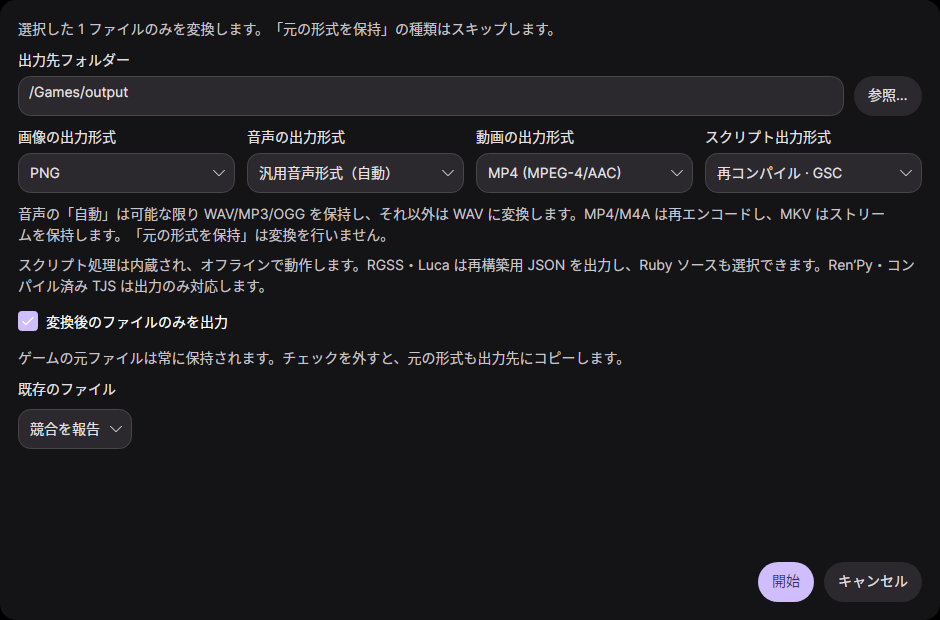 選択した 1 ファイルのみを変換します。「元の形式を保持」の種類はスキップします。
出力先フォルダー
/Games/output
参照...
画像の出力形式
音声の出力形式
動画の出力形式
スクリプト出力形式
PNG
汎用音声形式（自動）
MP4 (MPEG-4/AAC)
再コンパイル · GSC
音声の「自動」は可能な限り WAV/MP3/OGG を保持し、それ以外は WAV に変換します。MP4/M4A は再エンコードし、MKV はストリー
ムを保持します。「元の形式を保持」は変換を行いません。
スクリプト処理は内蔵され、オフラインで動作します。RGSS・Luca は再構築用 JSON を出力し、Ruby ソースも選択できます。Ren’Py・コン
パイル済み TJS は出力のみ対応します。
変換後のファイルのみを出力
ゲームの元ファイルは常に保持されます。チェックを外すと、元の形式も出力先にコピーします。
既存のファイル
競合を報告
開始
キャンセル